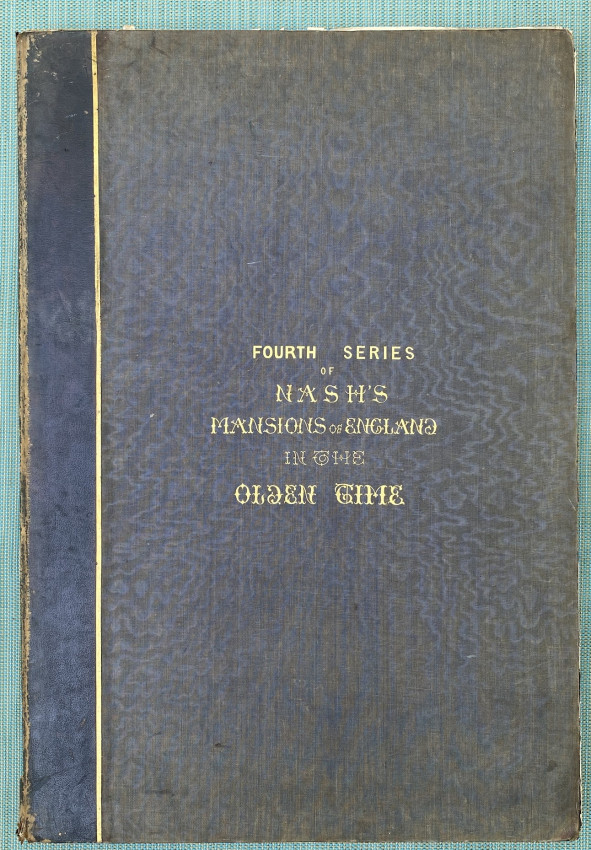 FOURTH SERIES
OF
NASH'S
MANSIONS OF ENGLAND
IN THE
OLDEN TIME